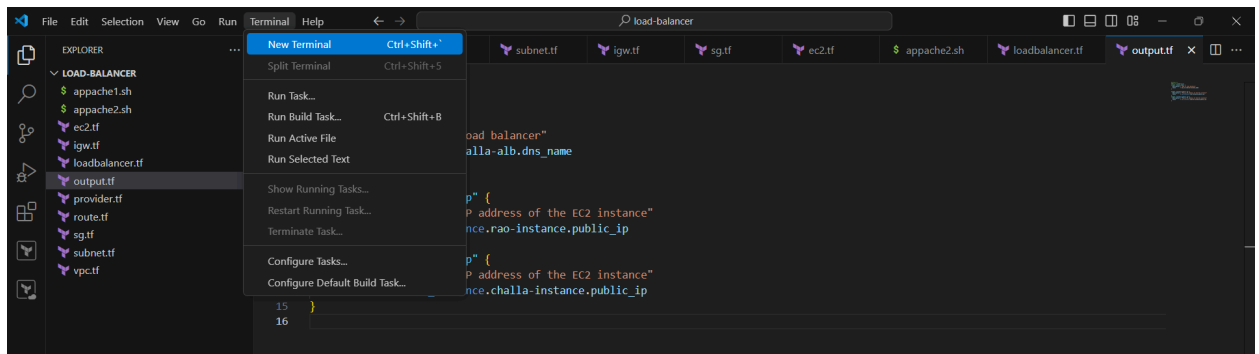 File Edit Selection View Go Run Terminal Help load-balancer
EXPLORER
LOAD-BALANCER
appache1.sh
appache2.sh
ec2.tf
igw.tf
loadbalancer.tf
output.tf
provider.tf
route.tf
sg.tf
subnet.tf
vpc.tf
New Terminal Ctrl+Shift+`
Split Terminal Ctrl+Shift+5
Run Task...
Run Build Task... Ctrl+Shift+B
Run Active File
Run Selected Text
Show Running Tasks...
Restart Running Task...
Terminate Task...
Configure Tasks...
Configure Default Build Task...
subnet.tf igw.tf sg.tf ec2.tf $ appache2.sh loadbalancer.tf output.tf
oad balancer"
alla-alb.dns_name
p" {
P address of the EC2 instance"
nce.rao-instance.public_ip
p" {
P address of the EC2 instance"
nce.challa-instance.public_ip
15 }
16